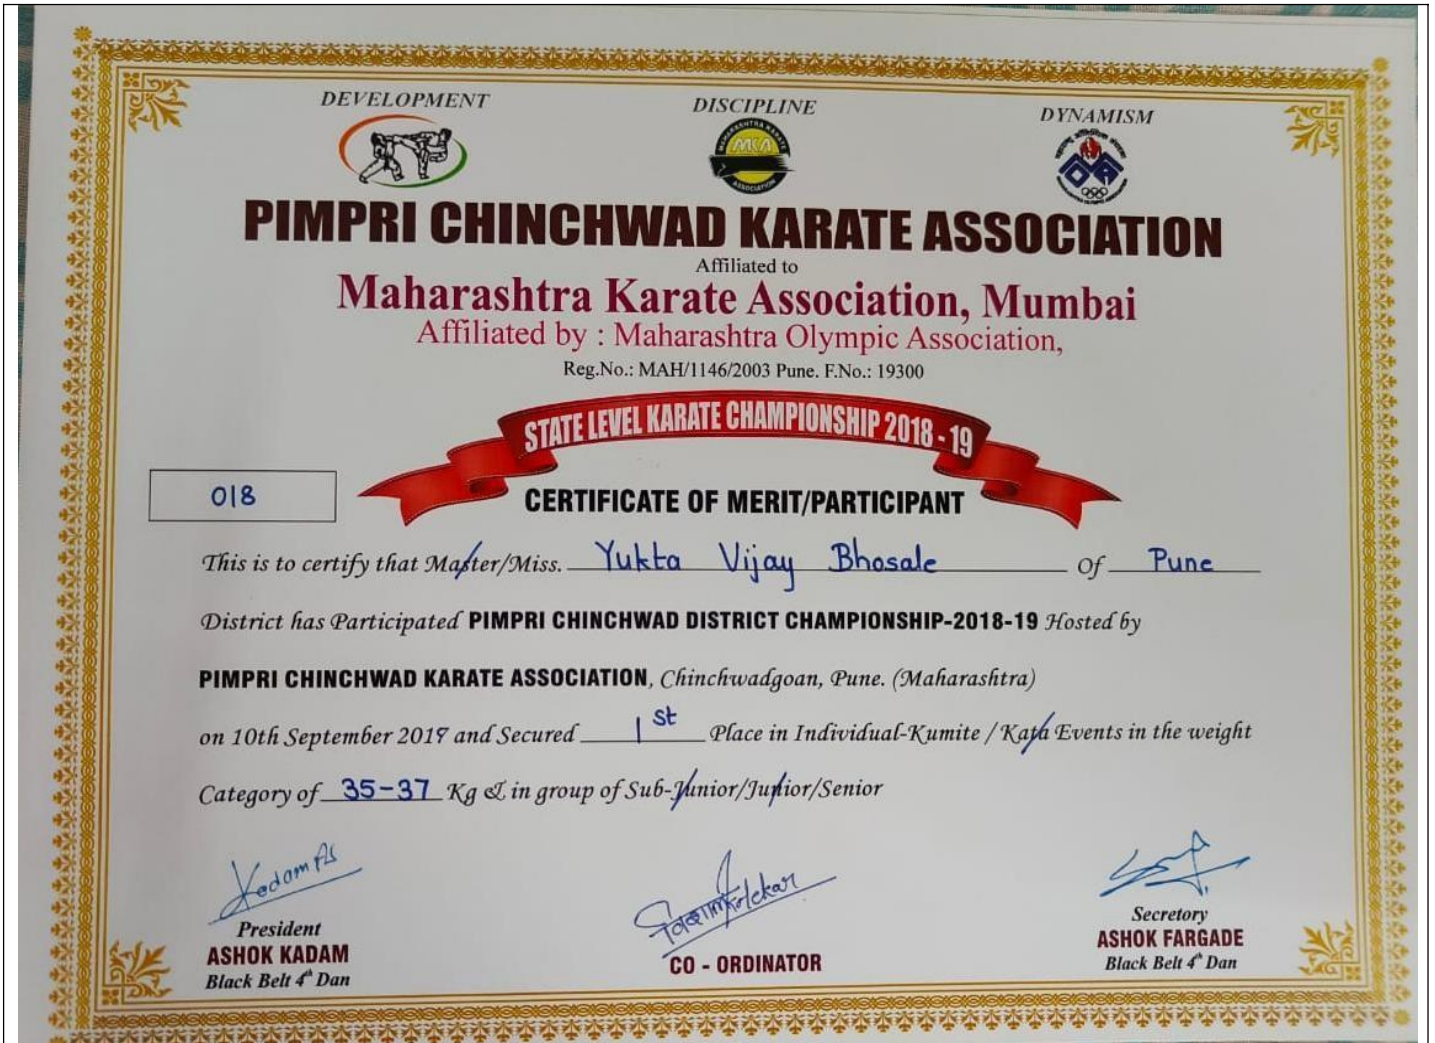 DEVELOPMENT
DISCIPLINE
DYNAMISM
MAHARASHTRA KARATE
MKA
ASSOCIATION
PIMPRI CHINCHWAD KARATE ASSOCIATION
Affiliated to
Maharashtra Karate Association, Mumbai
Affiliated by : Maharashtra Olympic Association,
Reg.No.: MAH/1146/2003 Pune. F.No.: 19300
STATE LEVEL KARATE CHAMPIONSHIP 2018 - 19
018
CERTIFICATE OF MERIT/PARTICIPANT
This is to certify that Master/Miss. Yukta Vijay Bhosale Of Pune
District has Participated PIMPRI CHINCHWAD DISTRICT CHAMPIONSHIP-2018-19 Hosted by
PIMPRI CHINCHWAD KARATE ASSOCIATION, Chinchwadgoan, Pune. (Maharashtra)
on 10th September 201 and Secured 1st Place in Individual-Kumite / Kata Events in the weight
Category of 35-37 Kg & in group of Sub-Junior/Junior/Senior
Kadam
President
ASHOK KADAM
Black Belt 4th Dan
CO - ORDINATOR
Secretory
ASHOK FARGADE
Black Belt 4th Dan